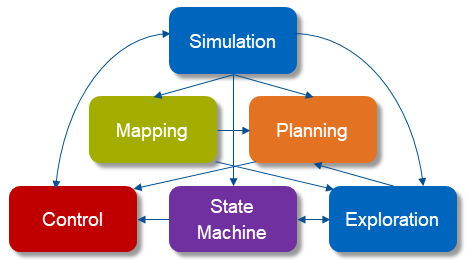 Simulation
Mapping
Planning
Control
State
Machine
Exploration